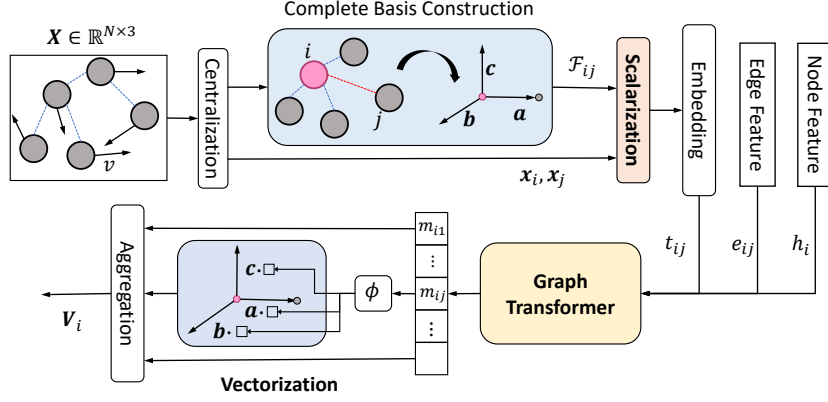 Complete Basis Construction
X ∈ ℝ^{N×3}
v
Centralization
i
j
c
b
a
ℱ_{ij}
x_i, x_j
Scalarization
Embedding
Edge Feature
Node Feature
t_{ij}
e_{ij}
h_i
Graph
Transformer
m_{i1}
⋮
m_{ij}
⋮
ϕ
c·□
a·□
b·□
Vectorization
Aggregation
V_i